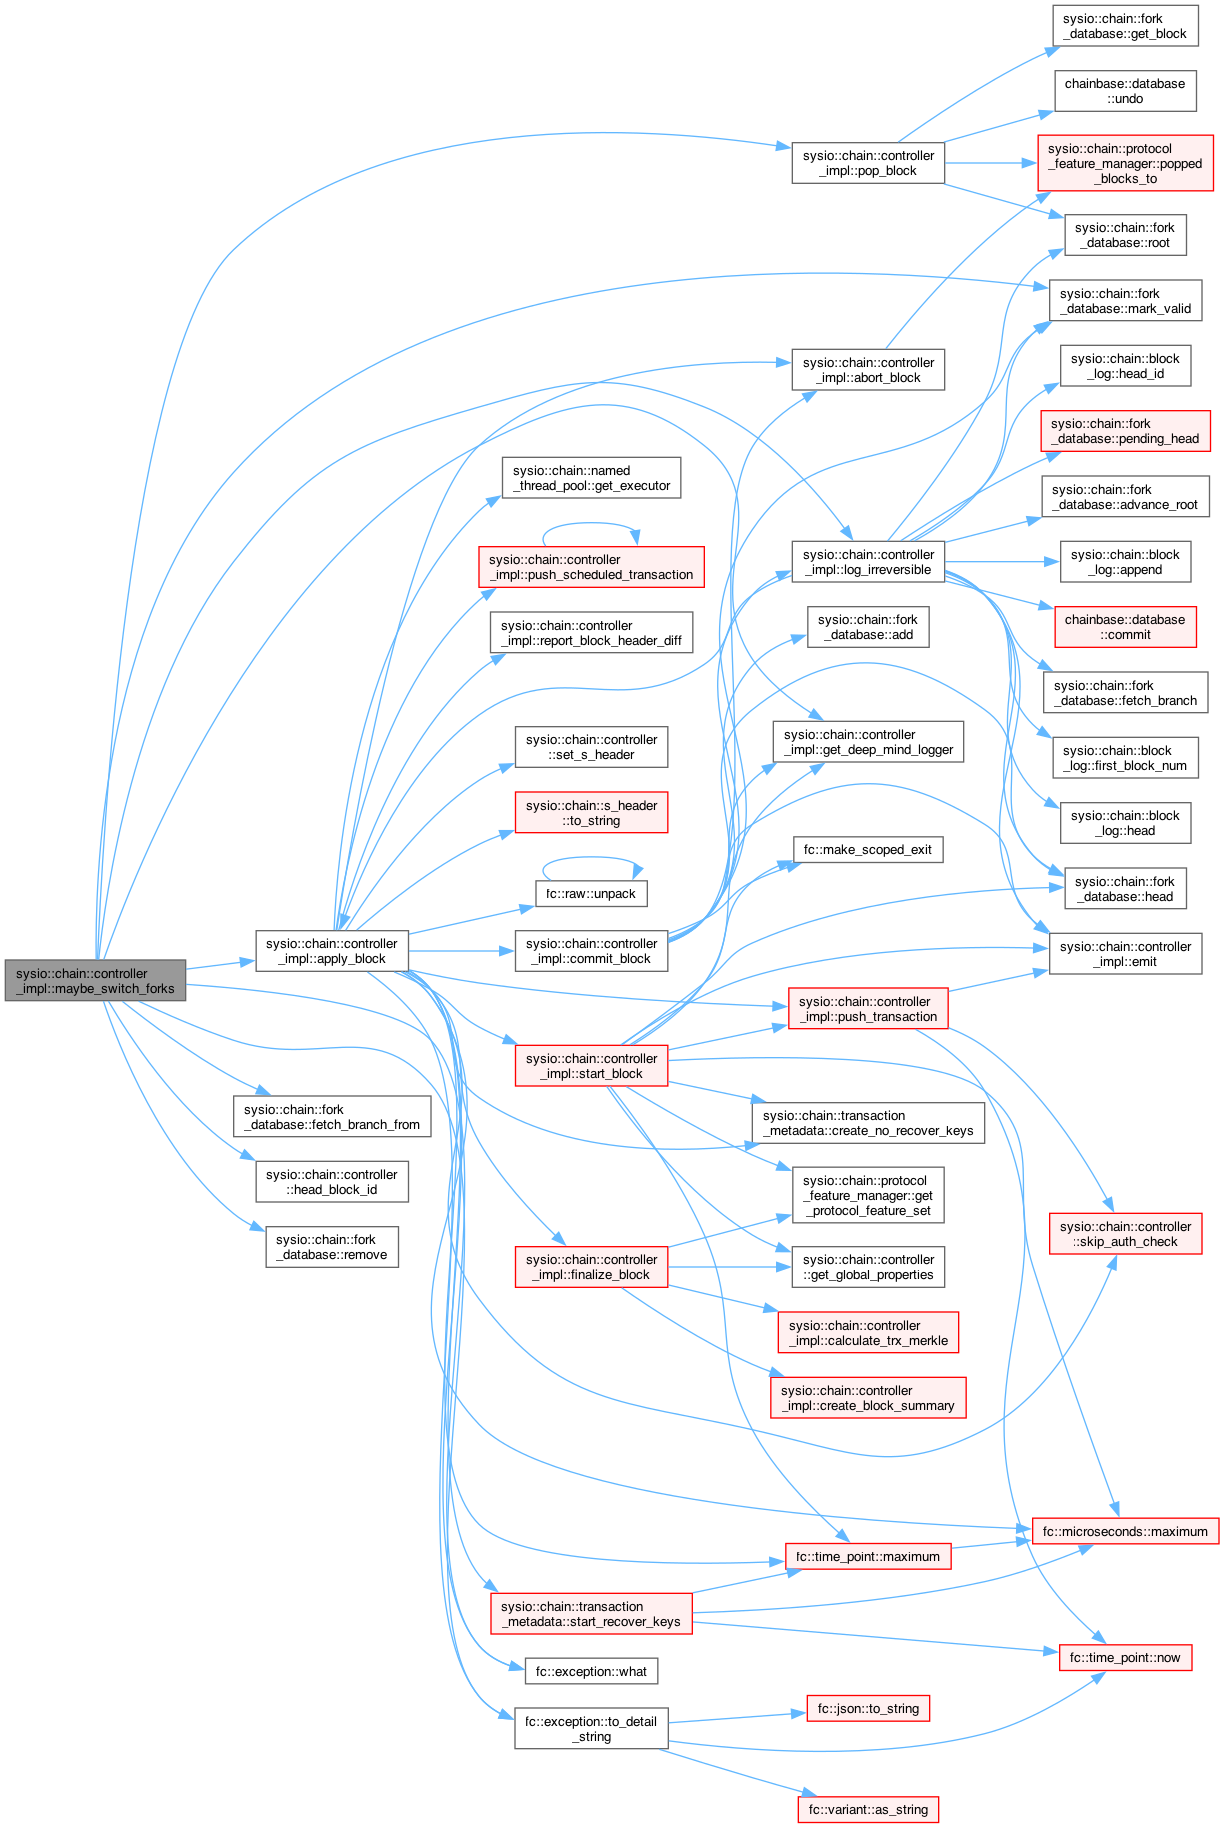 sysio::chain::controller
_impl::maybe_switch_forks
sysio::chain::controller
_impl::apply_block
sysio::chain::fork
_database::fetch_branch_from
sysio::chain::controller
::head_block_id
sysio::chain::fork
_database::remove
sysio::chain::named
_thread_pool::get_executor
sysio::chain::controller
_impl::push_scheduled_transaction
sysio::chain::controller
_impl::report_block_header_diff
sysio::chain::controller
::set_s_header
sysio::chain::s_header
::to_string
fc::raw::unpack
sysio::chain::controller
_impl::commit_block
sysio::chain::controller
_impl::start_block
sysio::chain::controller
_impl::finalize_block
sysio::chain::transaction
_metadata::start_recover_keys
fc::exception::what
fc::exception::to_detail
_string
sysio::chain::controller
_impl::pop_block
sysio::chain::controller
_impl::abort_block
sysio::chain::controller
_impl::log_irreversible
sysio::chain::fork
_database::add
sysio::chain::controller
_impl::get_deep_mind_logger
fc::make_scoped_exit
sysio::chain::controller
_impl::push_transaction
sysio::chain::transaction
_metadata::create_no_recover_keys
sysio::chain::protocol
_feature_manager::get
_protocol_feature_set
sysio::chain::controller
::get_global_properties
sysio::chain::controller
_impl::calculate_trx_merkle
sysio::chain::controller
_impl::create_block_summary
fc::time_point::maximum
fc::json::to_string
fc::variant::as_string
sysio::chain::fork
_database::get_block
chainbase::database
::undo
sysio::chain::protocol
_feature_manager::popped
_blocks_to
sysio::chain::fork
_database::root
sysio::chain::fork
_database::mark_valid
sysio::chain::block
_log::head_id
sysio::chain::fork
_database::pending_head
sysio::chain::fork
_database::advance_root
sysio::chain::block
_log::append
chainbase::database
::commit
sysio::chain::fork
_database::fetch_branch
sysio::chain::block
_log::first_block_num
sysio::chain::block
_log::head
sysio::chain::fork
_database::head
sysio::chain::controller
_impl::emit
sysio::chain::controller
::skip_auth_check
fc::microseconds::maximum
fc::time_point::now